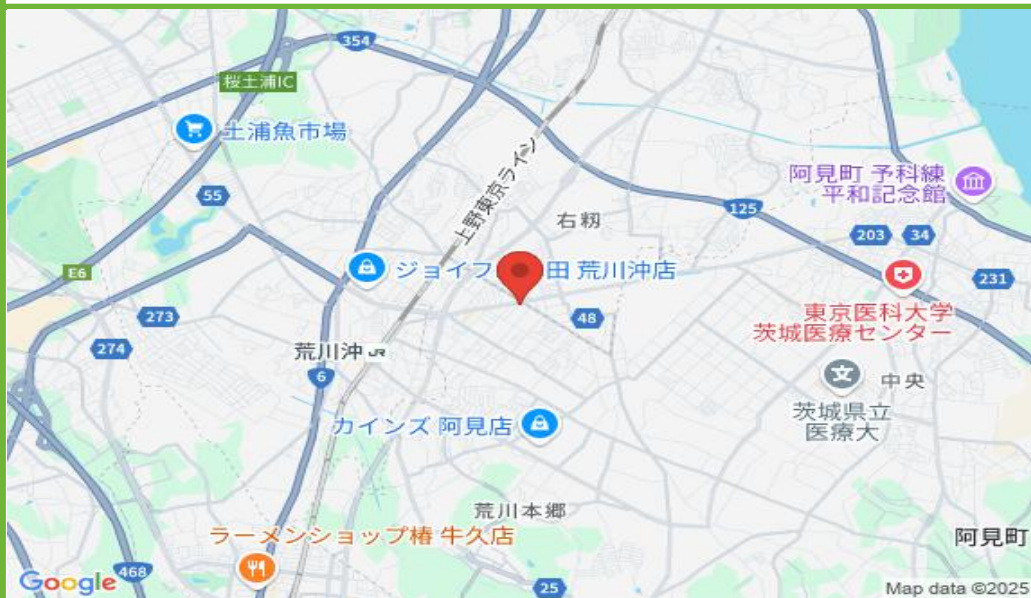 354
桜土浦IC
土浦魚市場
上野東京ライン
阿見町 予科練
平和記念館
55
125
右籾
203
34
E6
ジョイフ
田 荒川沖店
231
273
48
東京医科大学
茨城医療センター
274
荒川沖
JR
6
中央
茨城県立
医療大
カインズ 阿見店
荒川本郷
ラーメンショップ椿 牛久店
阿見町
468
25
Google
Map data ©2025